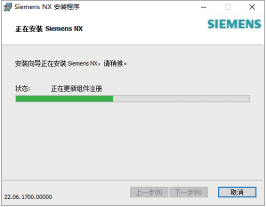 Siemens NX 安装程序
正在安装 Siemens NX
SIEMENS
安装向导正在安装 Siemens NX，请稍候。
状态： 正在更新组件注册
22.06.1700.00000
上一步(B) 下一步(N) 取消